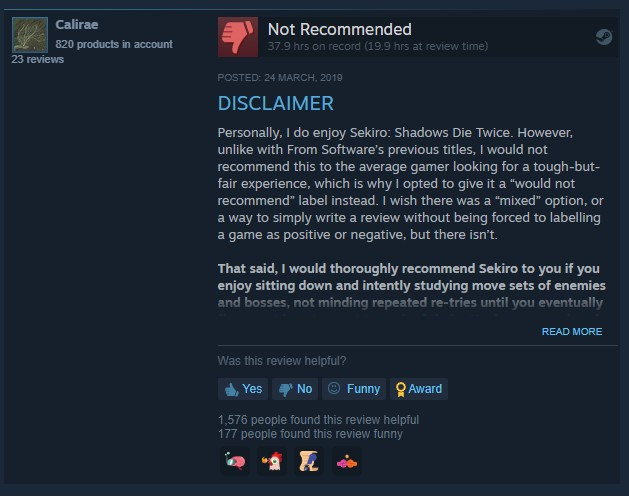 Calirae
820 products in account
23 reviews
Not Recommended
37.9 hrs on record (19.9 hrs at review time)
POSTED: 24 MARCH, 2019
DISCLAIMER
Personally, I do enjoy Sekiro: Shadows Die Twice. However,
unlike with From Software's previous titles, I would not
recommend this to the average gamer looking for a tough-but-
fair experience, which is why I opted to give it a “would not
recommend” label instead. I wish there was a “mixed” option, or
a way to simply write a review without being forced to labelling
a game as positive or negative, but there isn't.
That said, I would thoroughly recommend Sekiro to you if you
enjoy sitting down and intently studying move sets of enemies
and bosses, not minding repeated re-tries until you eventually
READ MORE
Was this review helpful?
Yes
No
Funny
Award
1,576 people found this review helpful
177 people found this review funny